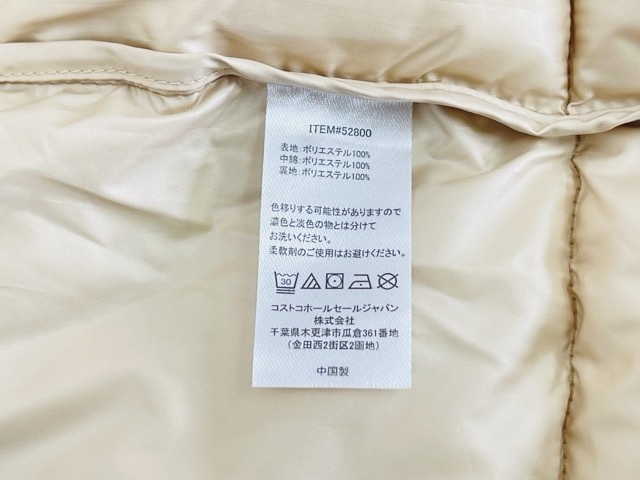 ITEM#52800
表地:ポリエステル100%
中綿:ポリエステル100%
裏地:ポリエステル100%
色移りする可能性がありますので
濃色と淡色の物とは分けて
お洗いください。
柔軟剤のご使用はお避けください。
30
コストコホールセールジャパン
株式会社
千葉県木更津市瓜倉361番地
(金田西2街区2画地)
中国製